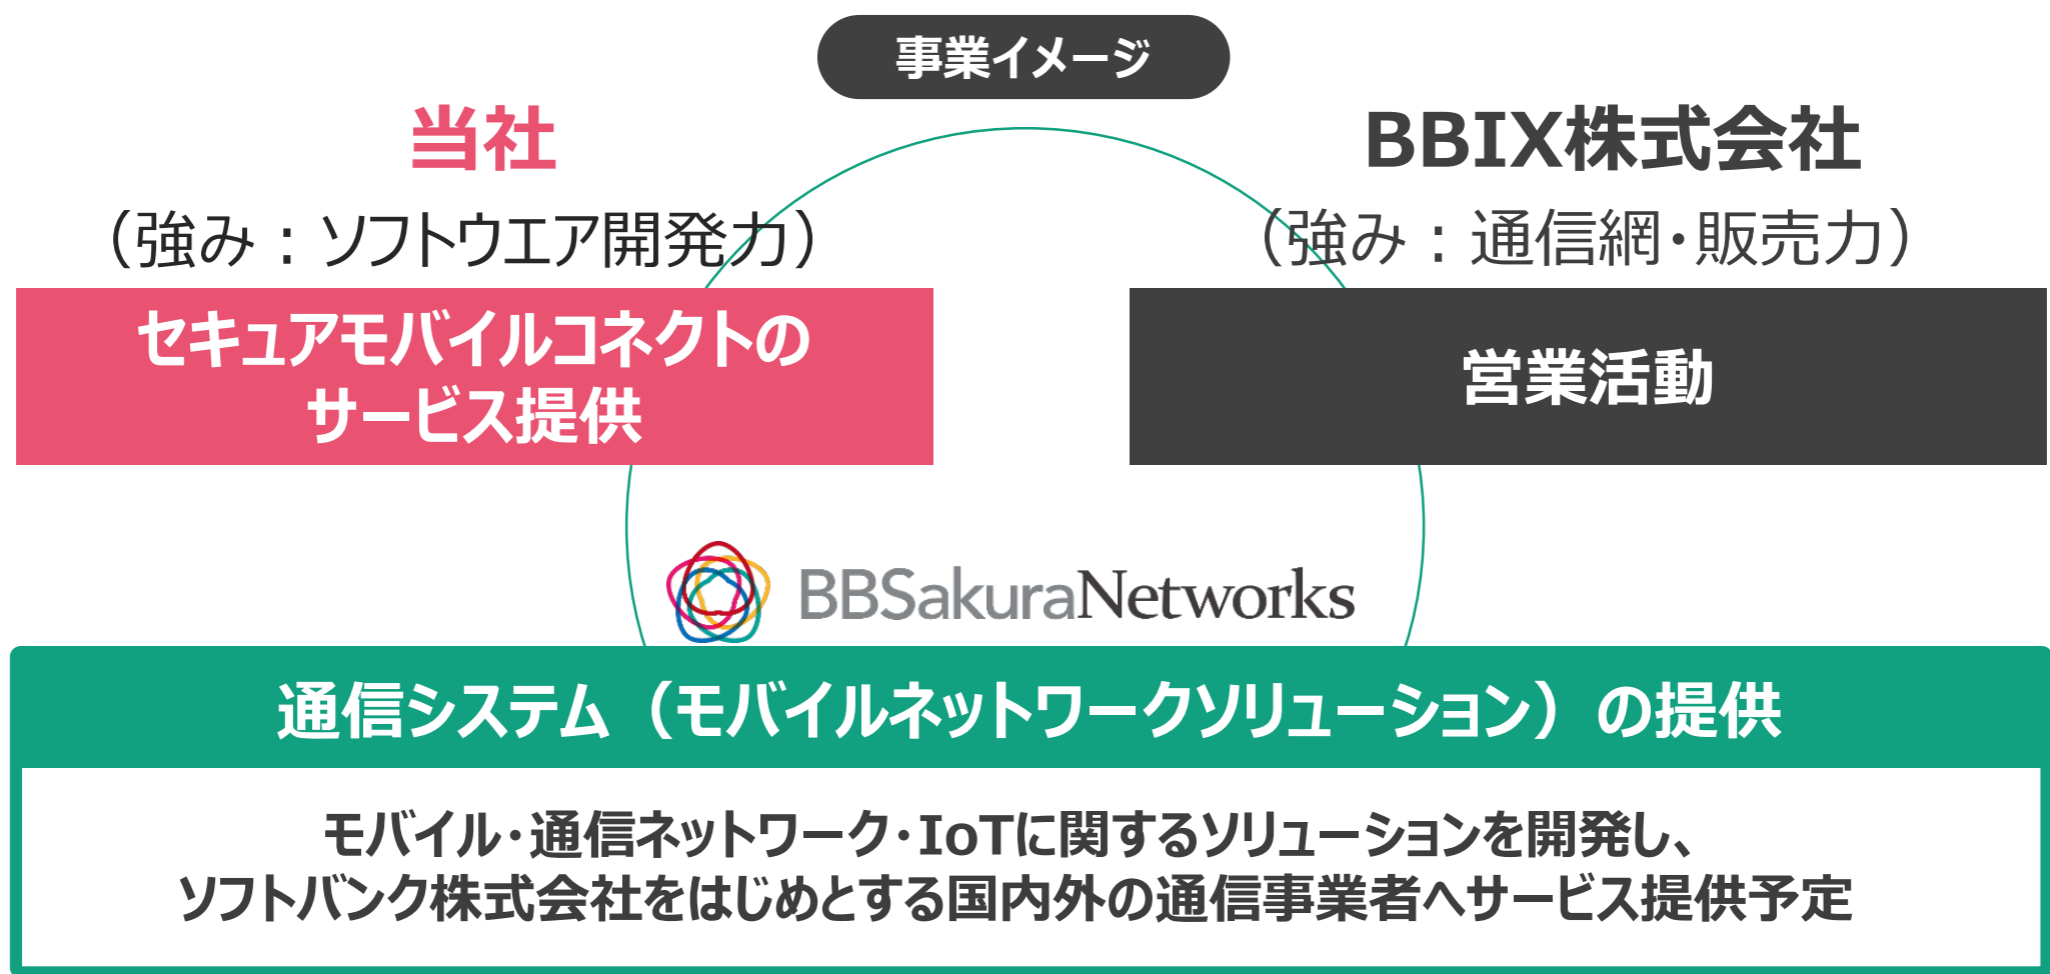 事業イメージ
当社
（強み：ソフトウエア開発力）
セキュアモバイルコネクトの
サービス提供
BBIX株式会社
（強み：通信網・販売力）
営業活動
BBSakuraNetworks
通信システム（モバイルネットワークソリューション）の提供
モバイル・通信ネットワーク・IoTに関するソリューションを開発し、
ソフトバンク株式会社をはじめとする国内外の通信事業者へサービス提供予定